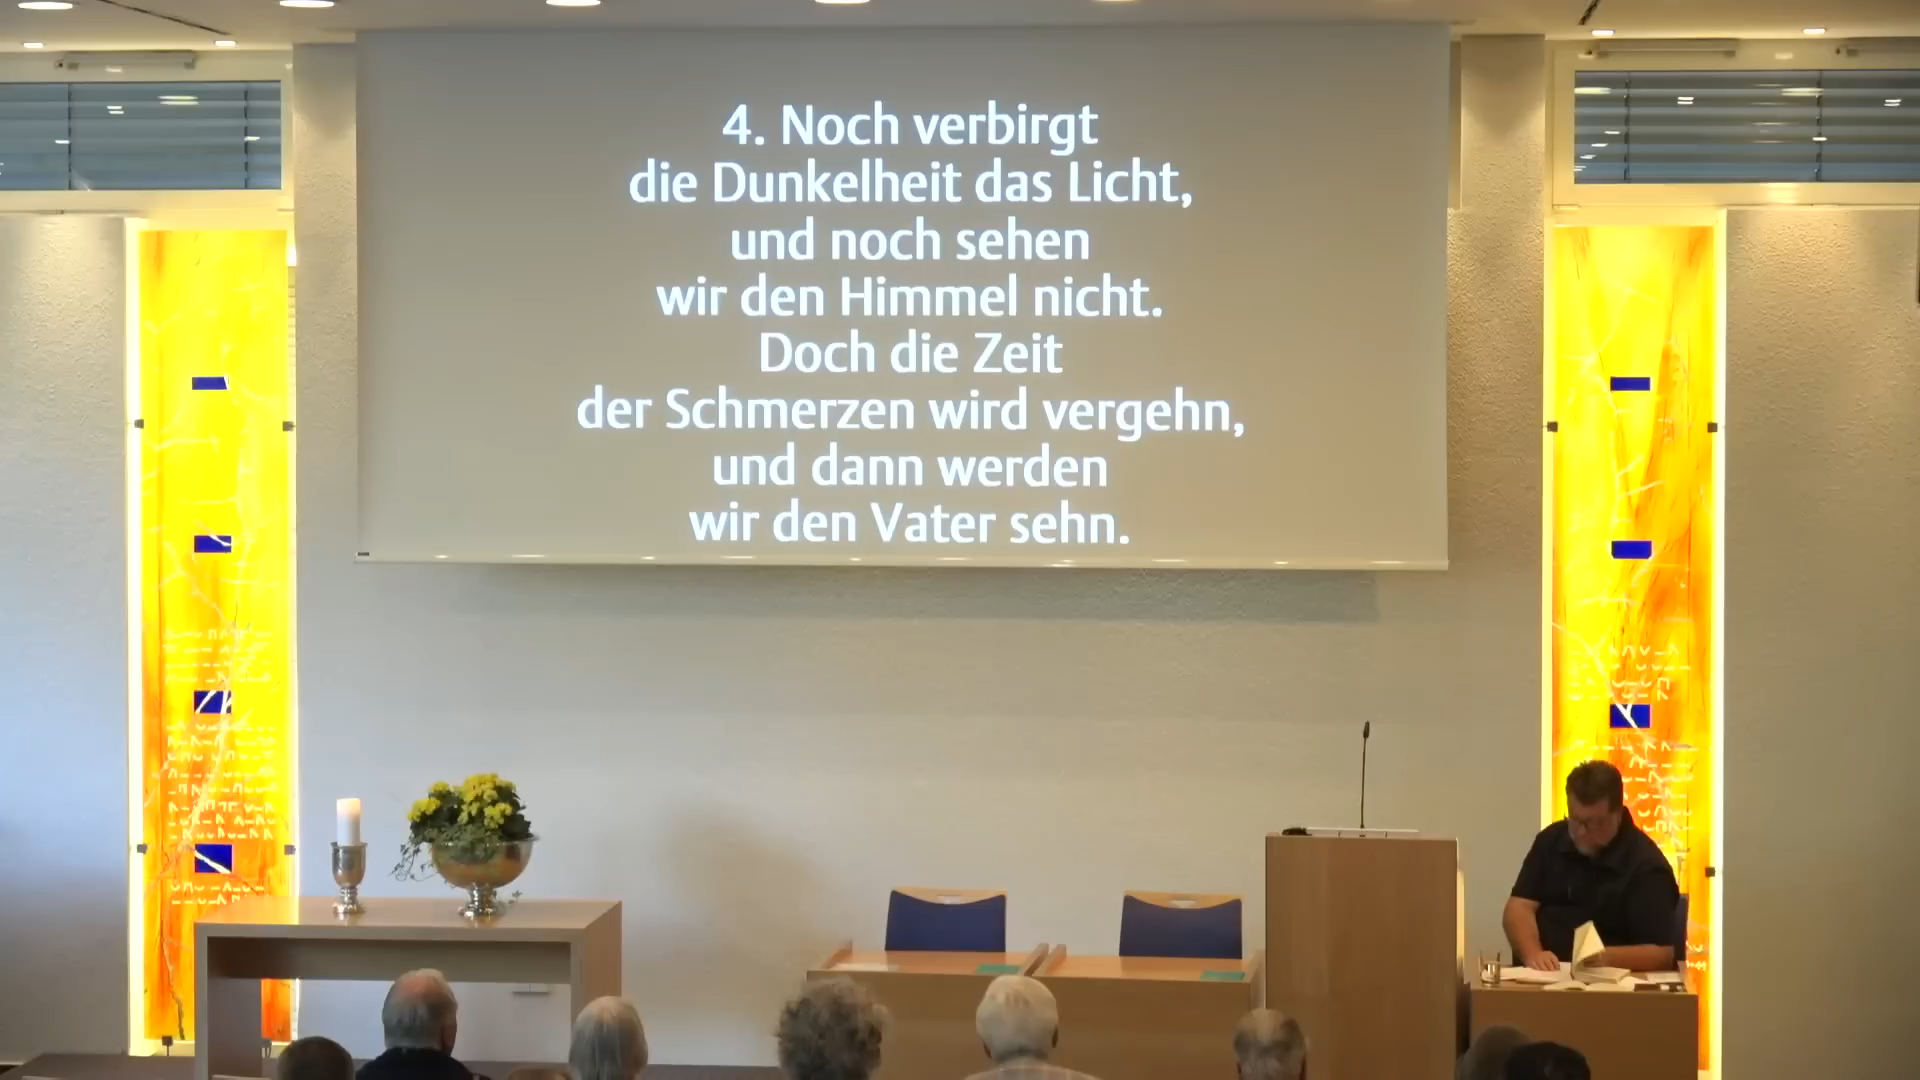 4. Noch verbirgt
die Dunkelheit das Licht,
und noch sehen
wir den Himmel nicht.
Doch die Zeit
der Schmerzen wird vergehn,
und dann werden
wir den Vater sehn.